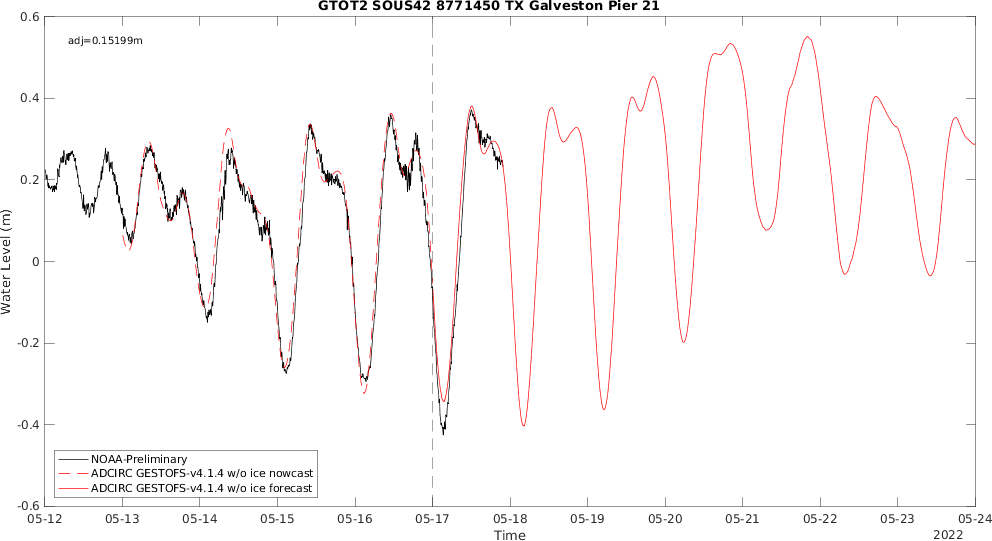 GTOT2 SOUS42 8771450 TX Galveston Pier 21
adj=0.15199m
0.6
0.4
0.2
0
-0.2
-0.4
-0.6
Water Level (m)
NOAA-Preliminary
ADCIRC GESTOFS-v4.1.4 w/o ice nowcast
ADCIRC GESTOFS-v4.1.4 w/o ice forecast
05-12 05-13 05-14 05-15 05-16 05-17 05-18 05-19 05-20 05-21 05-22 05-23 05-24
Time
2022